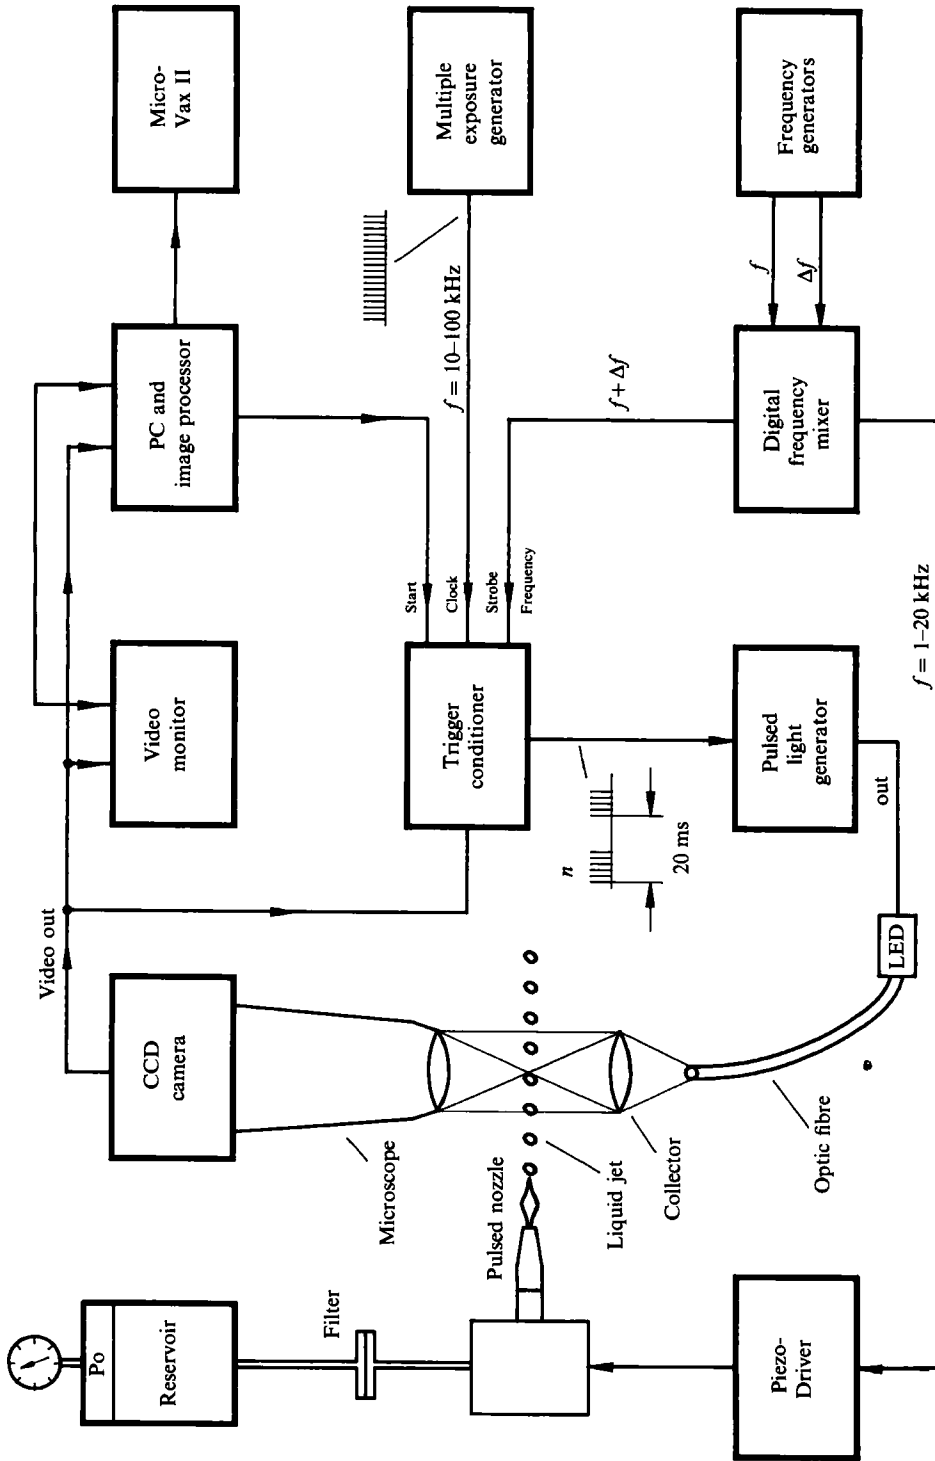 Po
Reservoir
Filter
Pulsed nozzle
Piezo-
Driver
CCD
camera
Microscope
Liquid jet
Collector
Optic fibre
LED
Video out
Video
monitor
Trigger
conditioner
n
20 ms
Pulsed
light
generator
out
f = 1–20 kHz
PC and
image processor
Start
Clock
Strobe
Frequency
f = 10–100 kHz
f + Δf
Digital
frequency
mixer
Micro-
Vax II
Multiple
exposure
generator
f
Δf
Frequency
generators